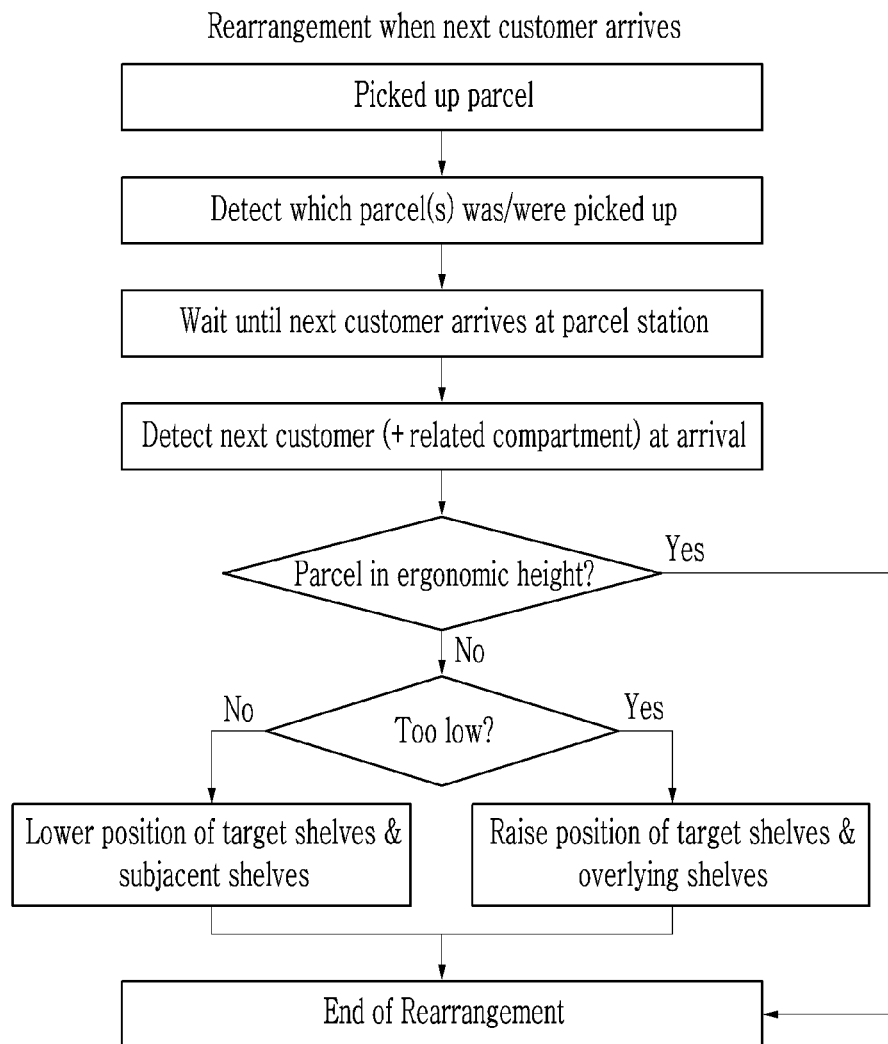 Rearrangement when next customer arrives
Picked up parcel
Detect which parcel(s) was/were picked up
Wait until next customer arrives at parcel station
Detect next customer (+related compartment) at arrival
Parcel in ergonomic height?
Yes
No
No
Too low?
Yes
Lower position of target shelves &
subjacent shelves
Raise position of target shelves &
overlying shelves
End of Rearrangement